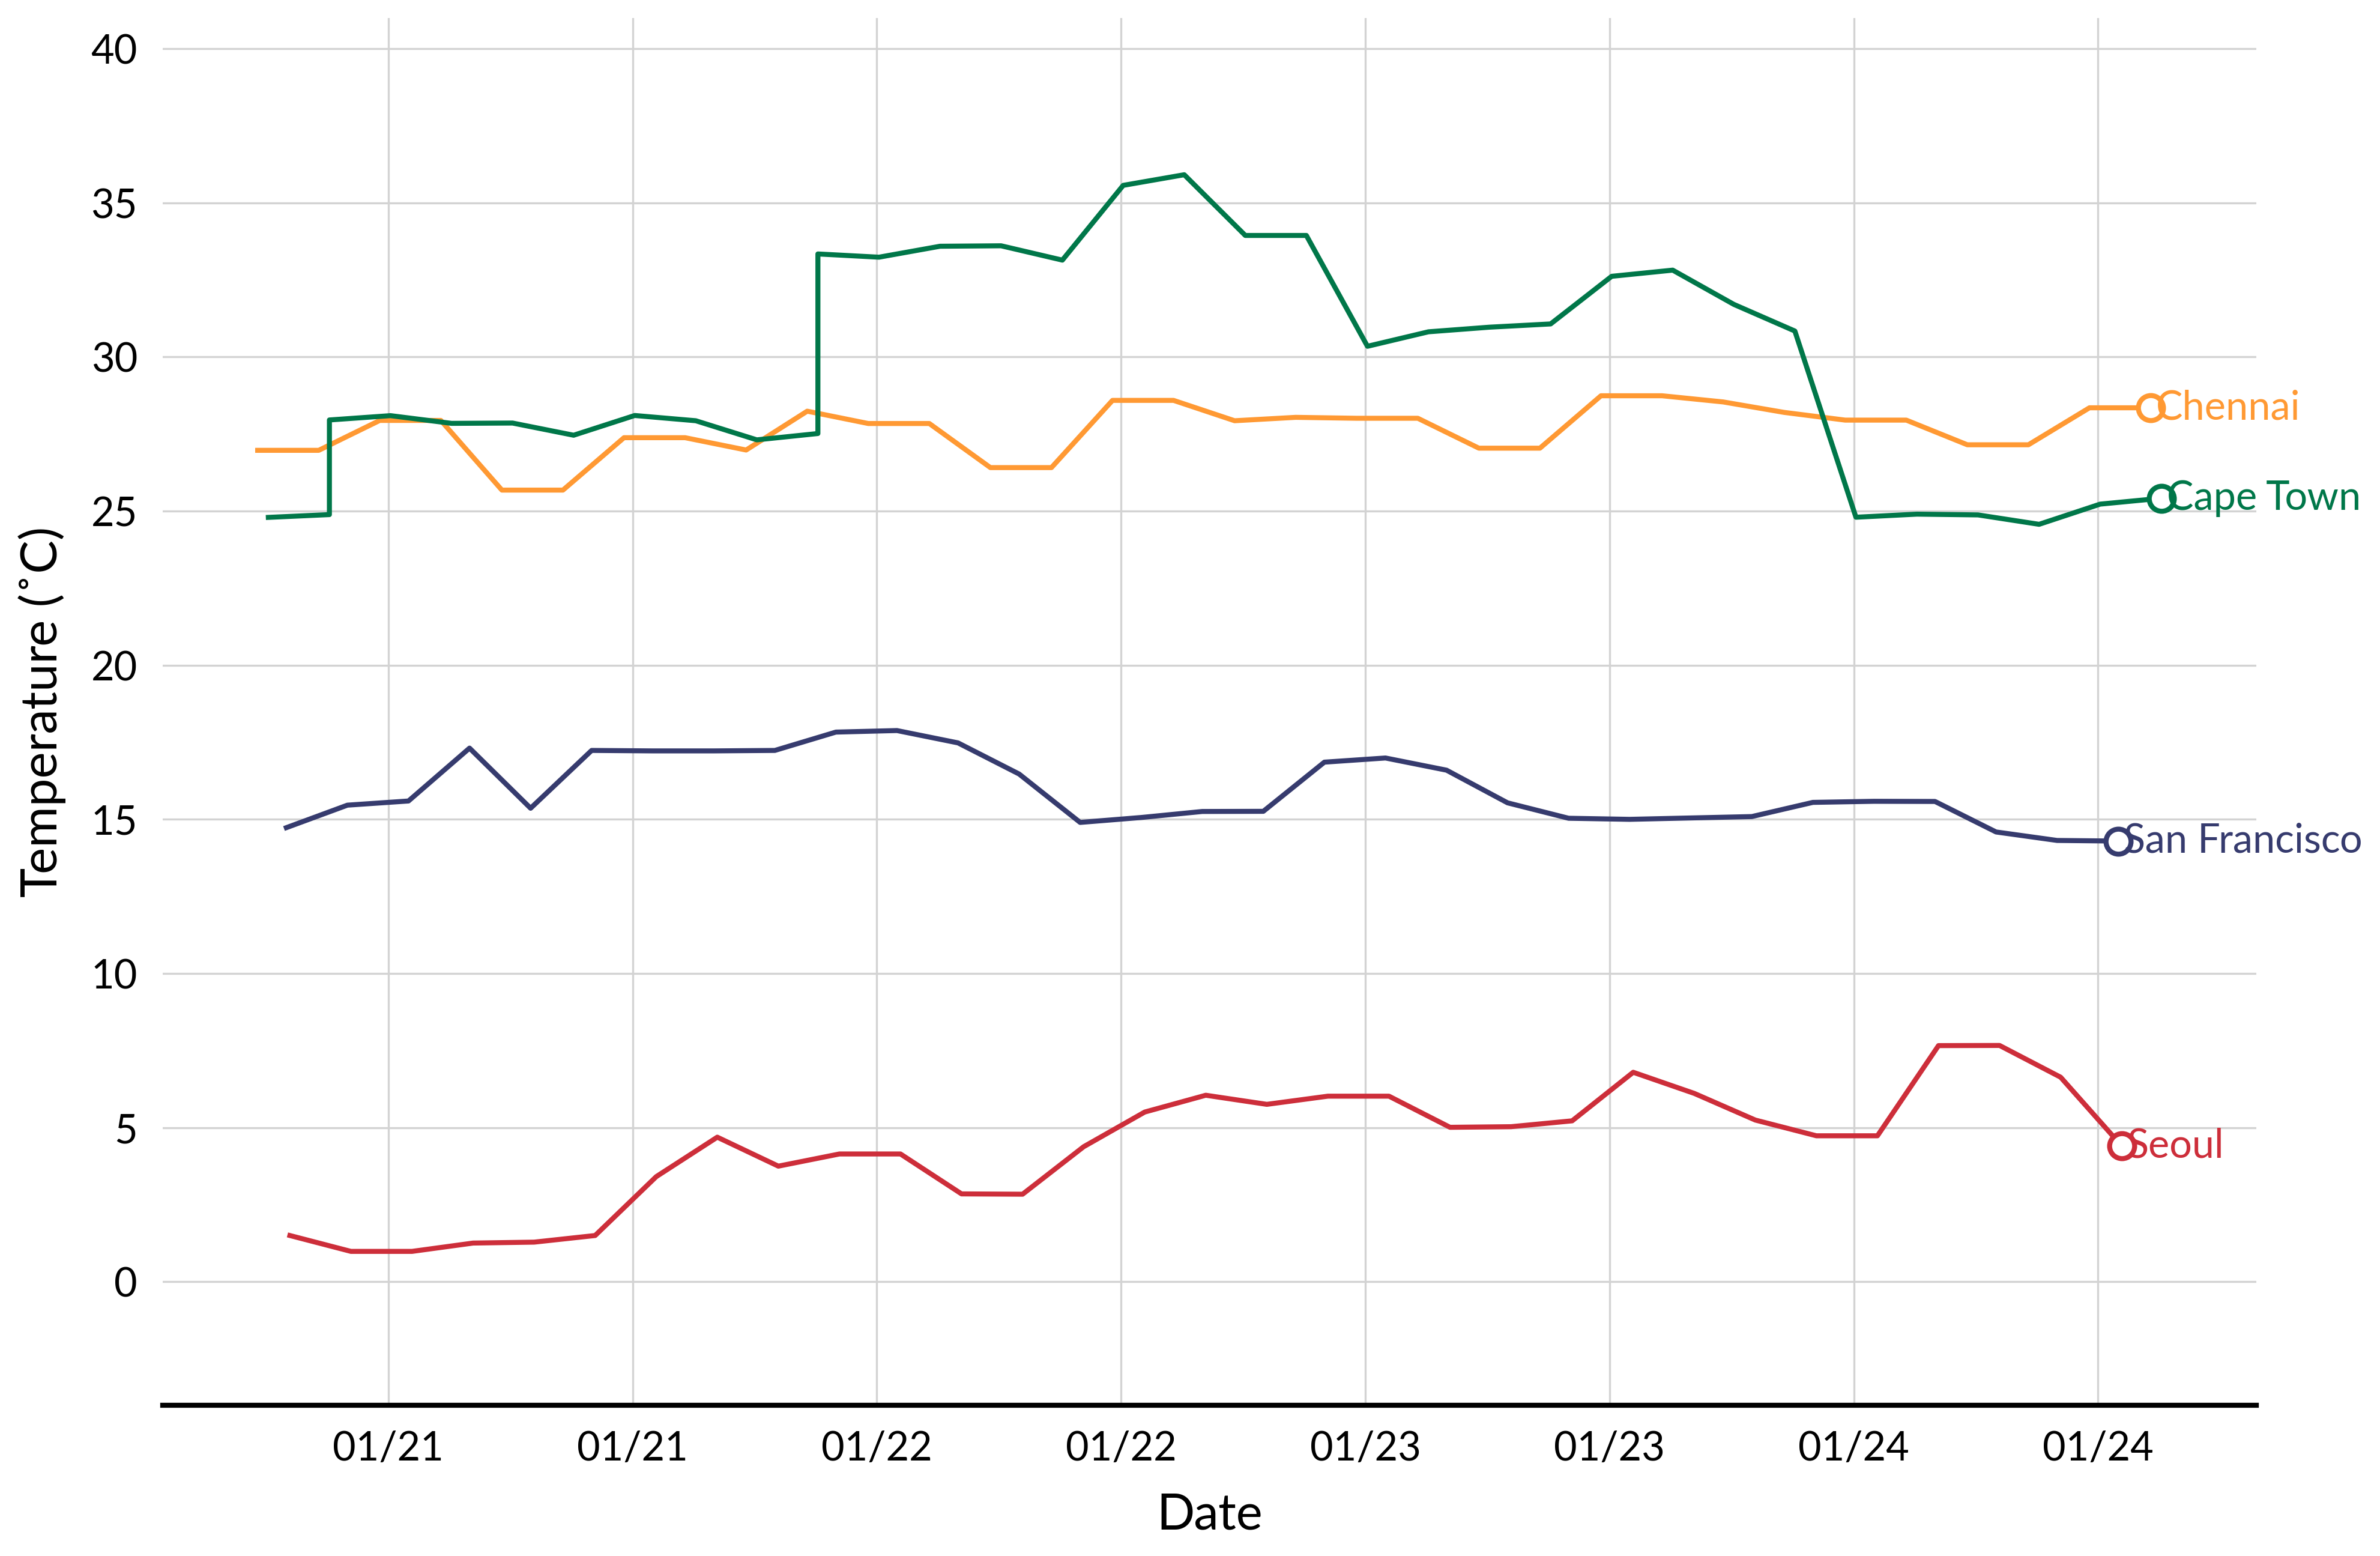 40
35
30
25
20
15
10
5
0
Temperature (°C)
Chennai
Cape Town
San Francisco
Seoul
01/21 01/21 01/22 01/22 01/23 01/23 01/24 01/24
Date